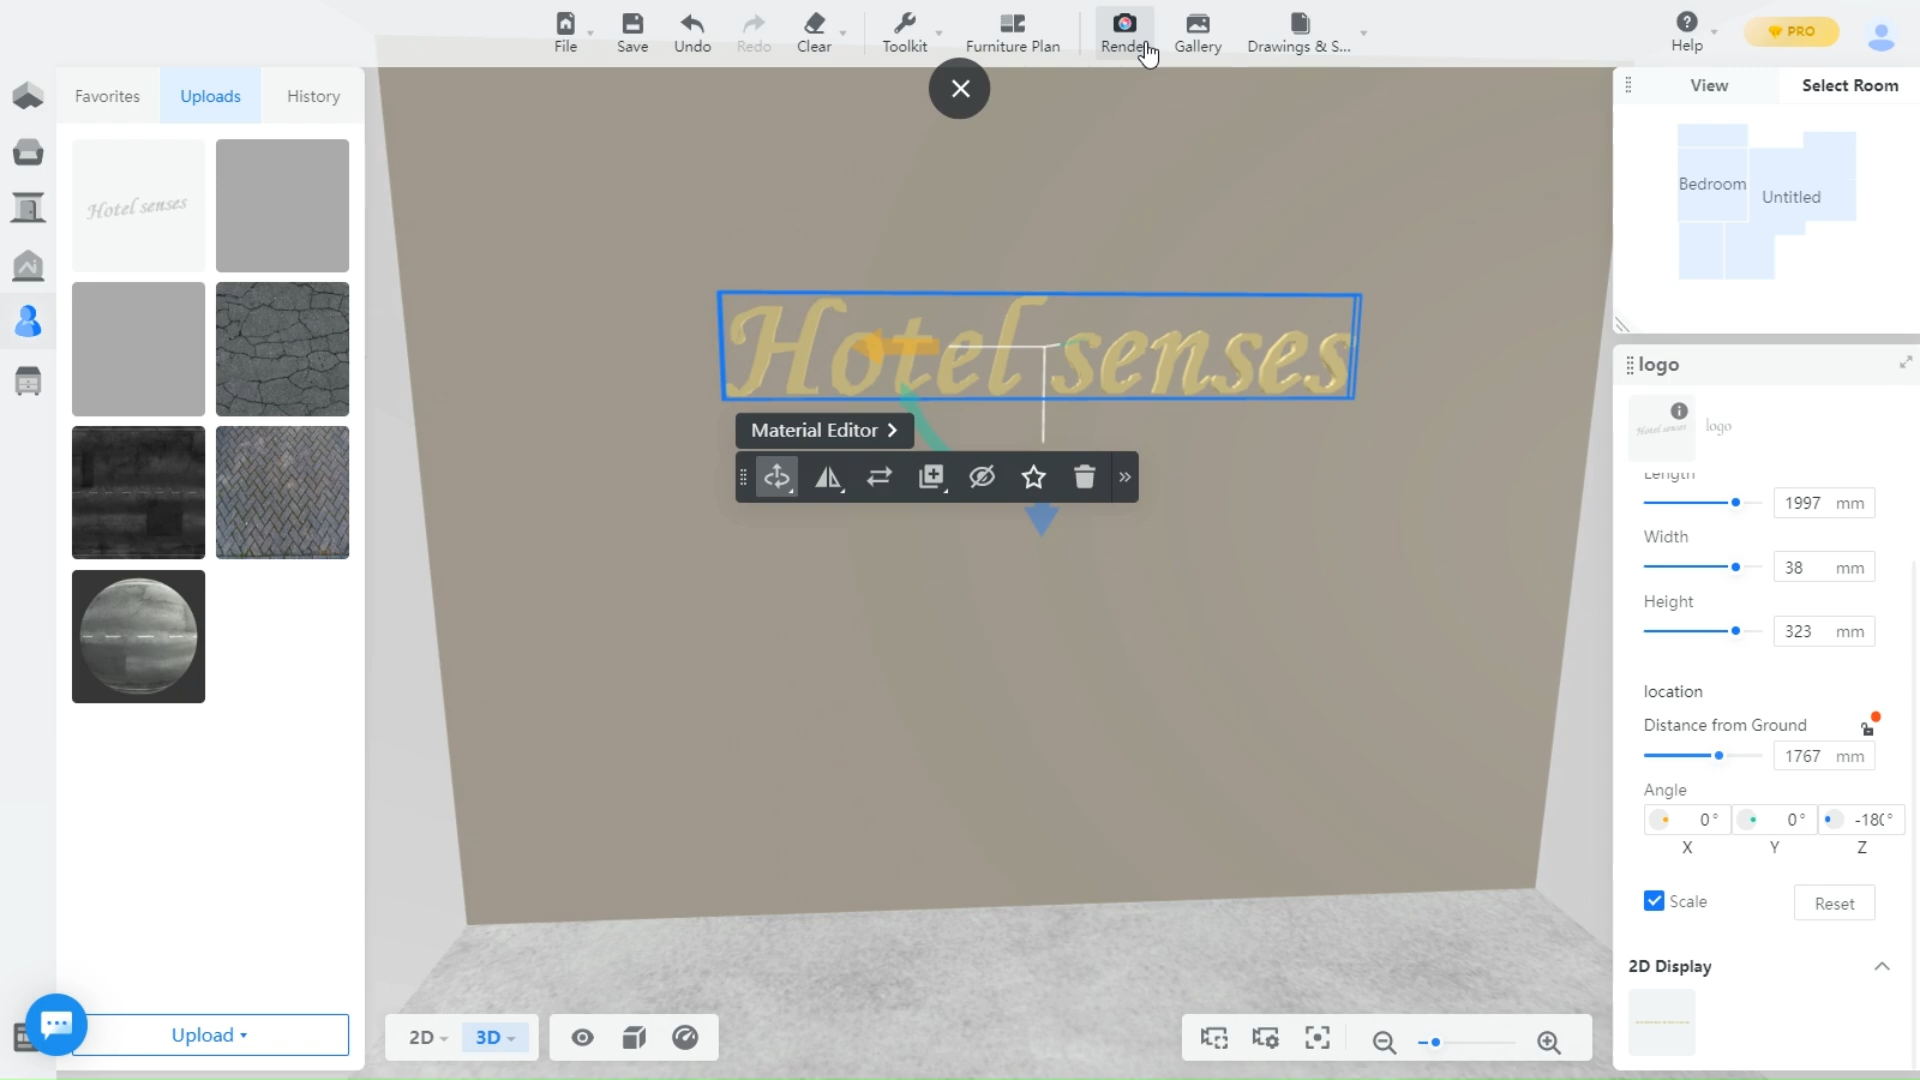 File
Save
Undo
Redo
Clear
Toolkit
Furniture Plan
Render
Gallery
Drawings & S...
Help
PRO
Favorites
Uploads
History
Hotel senses
Upload
Hotel senses
Material Editor
2D
3D
View
Select Room
Bedroom
Untitled
logo
Hotel senses
logo
Length
1997 mm
Width
38 mm
Height
323 mm
location
Distance from Ground
1767 mm
Angle
0° 0° -180°
X Y Z
Scale
Reset
2D Display